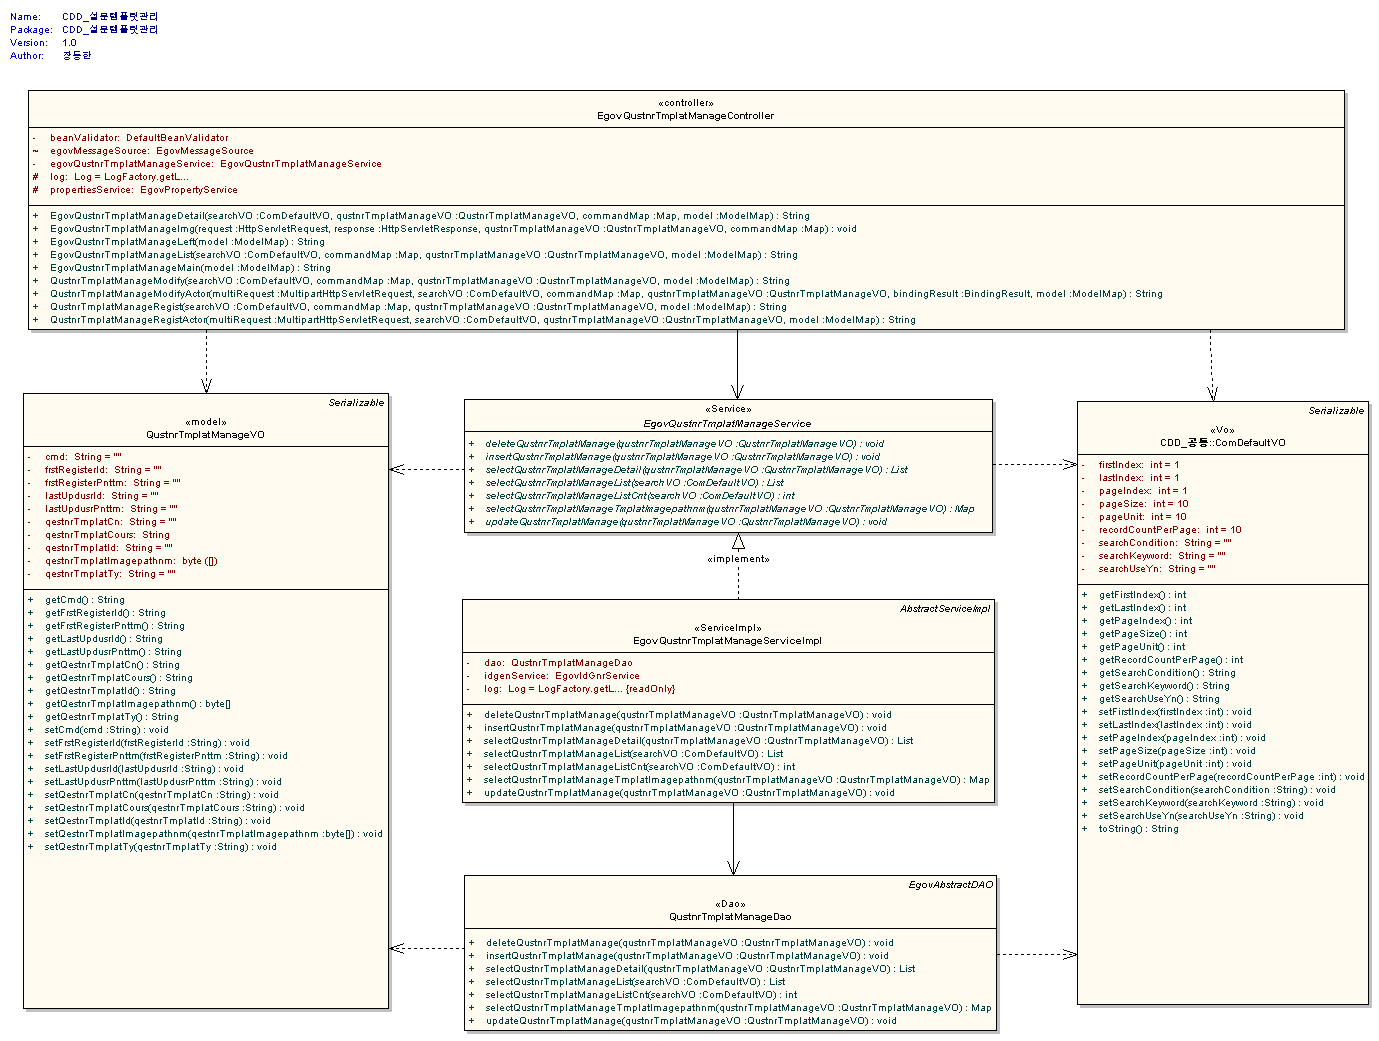 Name: CDD_설문템플릿관리
Package: CDD_설문템플릿관리
Version: 1.0
Author: 장동한
«controller»
EgovQustnrTmplatManageController
- beanValidator: DefaultBeanValidator
~ egovMessageSource: EgovMessageSource
- egovQustnrTmplatManageService: EgovQustnrTmplatManageService
# log: Log = LogFactory.getL...
# propertiesService: EgovPropertyService
+ EgovQustnrTmplatManageDetail(searchVO :ComDefaultVO, qustnrTmplatManageVO :QustnrTmplatManageVO, commandMap :Map, model :ModelMap) : String
+ EgovQustnrTmplatManageImg(request :HttpServletRequest, response :HttpServletResponse, qustnrTmplatManageVO :QustnrTmplatManageVO, commandMap :Map) : void
+ EgovQustnrTmplatManageLeft(model :ModelMap) : String
+ EgovQustnrTmplatManageList(searchVO :ComDefaultVO, commandMap :Map, qustnrTmplatManageVO :QustnrTmplatManageVO, model :ModelMap) : String
+ EgovQustnrTmplatManageMain(model :ModelMap) : String
+ QustnrTmplatManageModify(searchVO :ComDefaultVO, commandMap :Map, qustnrTmplatManageVO :QustnrTmplatManageVO, model :ModelMap) : String
+ QustnrTmplatManageModifyActor(multiRequest :MultipartHttpServletRequest, searchVO :ComDefaultVO, commandMap :Map, qustnrTmplatManageVO :QustnrTmplatManageVO, bindingResult :BindingResult, model :ModelMap) : String
+ QustnrTmplatManageRegist(searchVO :ComDefaultVO, commandMap :Map, qustnrTmplatManageVO :QustnrTmplatManageVO, model :ModelMap) : String
+ QustnrTmplatManageRegistActor(multiRequest :MultipartHttpServletRequest, searchVO :ComDefaultVO, qustnrTmplatManageVO :QustnrTmplatManageVO, model :ModelMap) : String
Serializable
«model»
QustnrTmplatManageVO
- cmd: String = ""
- frstRegisterId: String = ""
- frstRegisterPnttm: String = ""
- lastUpdusrId: String = ""
- lastUpdusrPnttm: String = ""
- qestnrTmplatCn: String = ""
- qestnrTmplatCours: String
- qestnrTmplatId: String = ""
- qestnrTmplatImagepathnm: byte ([])
- qestnrTmplatTy: String = ""
+ getCmd() : String
+ getFrstRegisterId() : String
+ getFrstRegisterPnttm() : String
+ getLastUpdusrId() : String
+ getLastUpdusrPnttm() : String
+ getQestnrTmplatCn() : String
+ getQestnrTmplatCours() : String
+ getQestnrTmplatId() : String
+ getQestnrTmplatImagepathnm() : byte[]
+ getQestnrTmplatTy() : String
+ setCmd(cmd :String) : void
+ setFrstRegisterId(frstRegisterId :String) : void
+ setFrstRegisterPnttm(frstRegisterPnttm :String) : void
+ setLastUpdusrId(lastUpdusrId :String) : void
+ setLastUpdusrPnttm(lastUpdusrPnttm :String) : void
+ setQestnrTmplatCn(qestnrTmplatCn :String) : void
+ setQestnrTmplatCours(qestnrTmplatCours :String) : void
+ setQestnrTmplatId(qestnrTmplatId :String) : void
+ setQestnrTmplatImagepathnm(qestnrTmplatImagepathnm :byte[]) : void
+ setQestnrTmplatTy(qestnrTmplatTy :String) : void
«Service»
EgovQustnrTmplatManageService
+ deleteQustnrTmplatManage(qustnrTmplatManageVO :QustnrTmplatManageVO) : void
+ insertQustnrTmplatManage(qustnrTmplatManageVO :QustnrTmplatManageVO) : void
+ selectQustnrTmplatManageDetail(qustnrTmplatManageVO :QustnrTmplatManageVO) : List
+ selectQustnrTmplatManageList(searchVO :ComDefaultVO) : List
+ selectQustnrTmplatManageListCnt(searchVO :ComDefaultVO) : int
+ selectQustnrTmplatManageTmplatImagepathnm(qustnrTmplatManageVO :QustnrTmplatManageVO) : Map
+ updateQustnrTmplatManage(qustnrTmplatManageVO :QustnrTmplatManageVO) : void
«implement»
AbstractServiceImpl
«ServiceImpl»
EgovQustnrTmplatManageServiceImpl
- dao: QustnrTmplatManageDao
- idgenService: EgovIdGnrService
- log: Log = LogFactory.getL... {readOnly}
+ deleteQustnrTmplatManage(qustnrTmplatManageVO :QustnrTmplatManageVO) : void
+ insertQustnrTmplatManage(qustnrTmplatManageVO :QustnrTmplatManageVO) : void
+ selectQustnrTmplatManageDetail(qustnrTmplatManageVO :QustnrTmplatManageVO) : List
+ selectQustnrTmplatManageList(searchVO :ComDefaultVO) : List
+ selectQustnrTmplatManageListCnt(searchVO :ComDefaultVO) : int
+ selectQustnrTmplatManageTmplatImagepathnm(qustnrTmplatManageVO :QustnrTmplatManageVO) : Map
+ updateQustnrTmplatManage(qustnrTmplatManageVO :QustnrTmplatManageVO) : void
EgovAbstractDAO
«Dao»
QustnrTmplatManageDao
+ deleteQustnrTmplatManage(qustnrTmplatManageVO :QustnrTmplatManageVO) : void
+ insertQustnrTmplatManage(qustnrTmplatManageVO :QustnrTmplatManageVO) : void
+ selectQustnrTmplatManageDetail(qustnrTmplatManageVO :QustnrTmplatManageVO) : List
+ selectQustnrTmplatManageList(searchVO :ComDefaultVO) : List
+ selectQustnrTmplatManageListCnt(searchVO :ComDefaultVO) : int
+ selectQustnrTmplatManageTmplatImagepathnm(qustnrTmplatManageVO :QustnrTmplatManageVO) : Map
+ updateQustnrTmplatManage(qustnrTmplatManageVO :QustnrTmplatManageVO) : void
Serializable
«Vo»
CDD_공통::ComDefaultVO
- firstIndex: int = 1
- lastIndex: int = 1
- pageIndex: int = 1
- pageSize: int = 10
- pageUnit: int = 10
- recordCountPerPage: int = 10
- searchCondition: String = ""
- searchKeyword: String = ""
- searchUseYn: String = ""
+ getFirstIndex() : int
+ getLastIndex() : int
+ getPageIndex() : int
+ getPageSize() : int
+ getPageUnit() : int
+ getRecordCountPerPage() : int
+ getSearchCondition() : String
+ getSearchKeyword() : String
+ getSearchUseYn() : String
+ setFirstIndex(firstIndex :int) : void
+ setLastIndex(lastIndex :int) : void
+ setPageIndex(pageIndex :int) : void
+ setPageSize(pageSize :int) : void
+ setPageUnit(pageUnit :int) : void
+ setRecordCountPerPage(recordCountPerPage :int) : void
+ setSearchCondition(searchCondition :String) : void
+ setSearchKeyword(searchKeyword :String) : void
+ setSearchUseYn(searchUseYn :String) : void
+ toString() : String